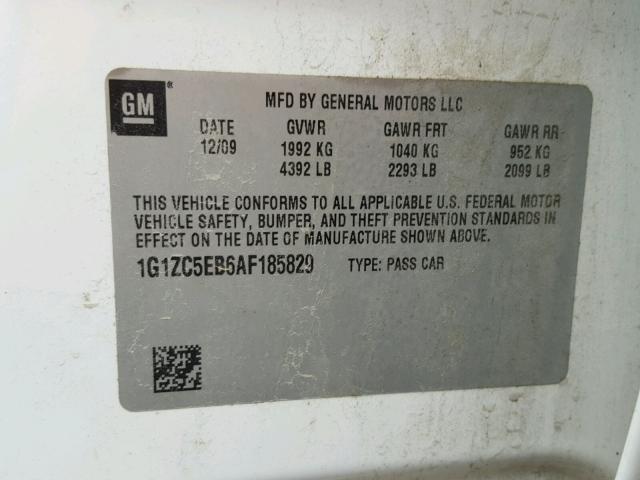 GM®
MFD BY GENERAL MOTORS LLC
DATE GVWR GAWR FRT GAWR RR
12/09 1992 KG 1040 KG 952 KG
4392 LB 2293 LB 2099 LB
THIS VEHICLE CONFORMS TO ALL APPLICABLE U.S. FEDERAL MOTOR
VEHICLE SAFETY, BUMPER, AND THEFT PREVENTION STANDARDS IN
EFFECT ON THE DATE OF MANUFACTURE SHOWN ABOVE.
1G1ZC5EB6AF185829 TYPE: PASS CAR